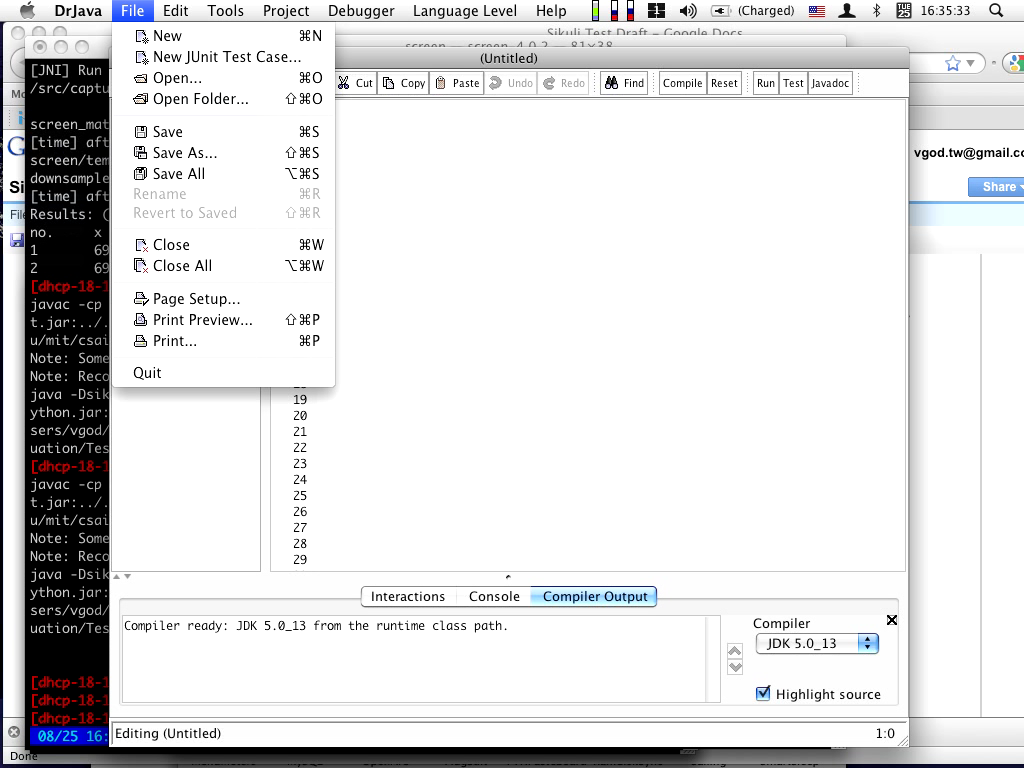 DrJava File Edit Tools Project Debugger Language Level Help (Charged) TUE 25 16:35:33
Sikuli Test Draft – Google Docs
screen — screen-4.0.2 — 81×38
(Untitled)
New ⌘N
New JUnit Test Case...
Open... ⌘O
Open Folder... ⇧⌘O
Save ⌘S
Save As... ⇧⌘S
Save All ⌥⌘S
Rename ⌘R
Revert to Saved ⇧⌘R
Close ⌘W
Close All ⌥⌘W
Page Setup...
Print Preview... ⇧⌘P
Print... ⌘P
Quit
Cut Copy Paste Undo Redo Find Compile Reset Run Test Javadoc
[JNI] Run
/src/captu
screen_mat
[time] aft
screen/tem
downsample
[time] aft
Results: (
no. x
1 69
2 69
[dhcp-18-1
javac -cp
t.jar:../.
u/mit/csai
Note: Some
Note: Reco
java -Dsik
ython.jar:
sers/vgod/
uation/Tes
[dhcp-18-1
javac -cp
t.jar:../.
u/mit/csai
Note: Some
Note: Reco
java -Dsik
ython.jar:
sers/vgod/
uation/Tes
[dhcp-18-1
[dhcp-18-1
[dhcp-18-1
08/25 16:
Mo
Si
File
vgod.tw@gmail.co
Share
19
20
21
22
23
24
25
26
27
28
29
Interactions Console Compiler Output
Compiler ready: JDK 5.0_13 from the runtime class path.
Compiler
JDK 5.0_13
Highlight source
Editing (Untitled) 1:0
Done